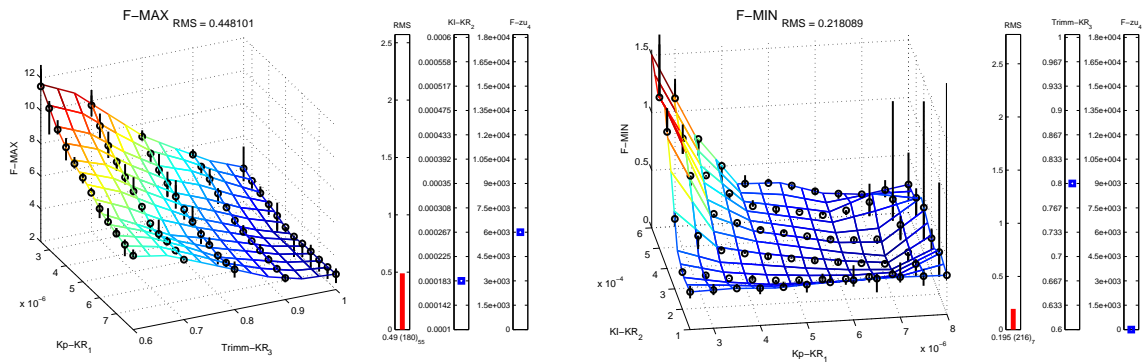 F−MAX
RMS = 0.448101
12
10
8
6
4
2
F−MAX
3
4
5
6
7
x 10⁻⁶
Kp−KR₁
0.6
0.7
0.8
0.9
1
Trimm−KR₃
RMS
2.5
2
1.5
1
0.5
0
0.49 (180)₅₅
KI−KR₂
0.0006
0.000558
0.000517
0.000475
0.000433
0.000392
0.00035
0.000308
0.000267
0.000225
0.000183
0.000142
0.0001
F−zu₄
1.8e+004
1.65e+004
1.5e+004
1.35e+004
1.2e+004
1.05e+004
9e+003
7.5e+003
6e+003
4.5e+003
3e+003
1.5e+003
0
F−MIN
RMS = 0.218089
1.5
1
0.5
0
F−MIN
6
5
4
3
2
1
x 10⁻⁴
KI−KR₂
3
4
5
6
7
8
x 10⁻⁶
Kp−KR₁
RMS
2.5
2
1.5
1
0.5
0
0.195 (216)₇
Trimm−KR₃
1
0.967
0.933
0.9
0.867
0.833
0.8
0.767
0.733
0.7
0.667
0.633
0.6
F−zu₄
1.8e+004
1.65e+004
1.5e+004
1.35e+004
1.2e+004
1.05e+004
9e+003
7.5e+003
6e+003
4.5e+003
3e+003
1.5e+003
0